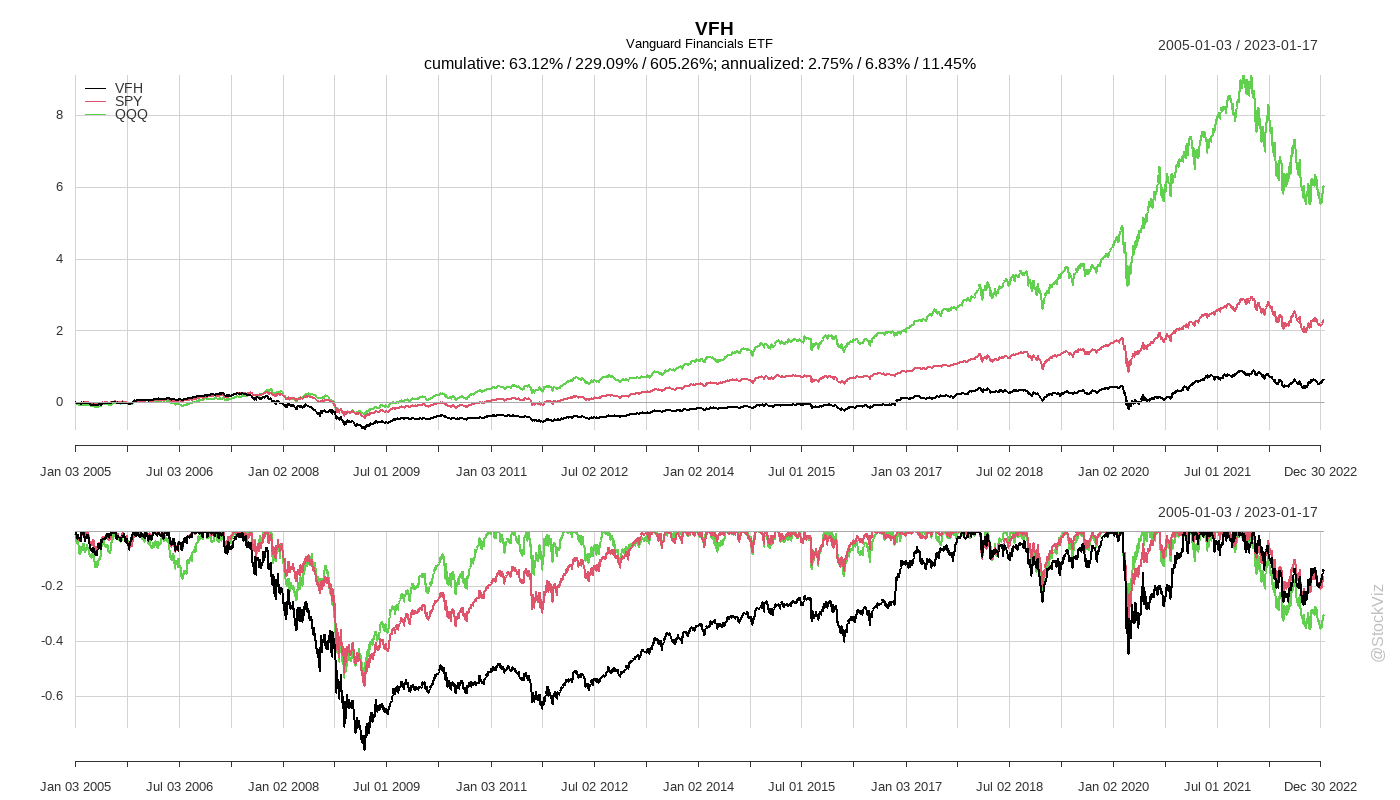 VFH
Vanguard Financials ETF
2005-01-03 / 2023-01-17
cumulative: 63.12% / 229.09% / 605.26%; annualized: 2.75% / 6.83% / 11.45%
VFH
SPY
QQQ
8
6
4
2
0
Jan 03 2005 Jul 03 2006 Jan 02 2008 Jul 01 2009 Jan 03 2011 Jul 02 2012 Jan 02 2014 Jul 01 2015 Jan 03 2017 Jul 02 2018 Jan 02 2020 Jul 01 2021 Dec 30 2022
2005-01-03 / 2023-01-17
-0.2
-0.4
-0.6
Jan 03 2005 Jul 03 2006 Jan 02 2008 Jul 01 2009 Jan 03 2011 Jul 02 2012 Jan 02 2014 Jul 01 2015 Jan 03 2017 Jul 02 2018 Jan 02 2020 Jul 01 2021 Dec 30 2022
@StockViz